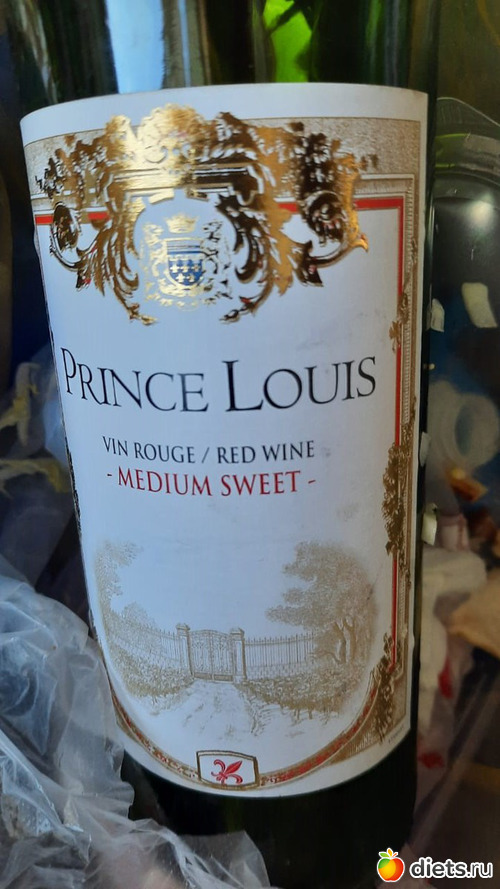 PRINCE LOUIS
VIN ROUGE / RED WINE
- MEDIUM SWEET -
diets.ru